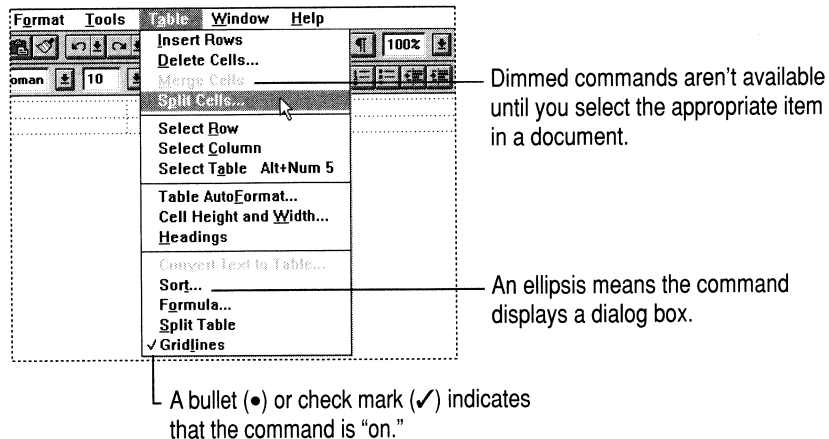 Format Tools Table Window Help
Insert Rows
¶ 100%
Delete Cells...
oman 10
Merge Cells
Split Cells...
Select Row
Select Column
Select Table Alt+Num 5
Table AutoFormat...
Cell Height and Width...
Headings
Convert Text to Table...
Sort...
Formula...
Split Table
✓ Gridlines
Dimmed commands aren't available
until you select the appropriate item
in a document.
An ellipsis means the command
displays a dialog box.
A bullet (•) or check mark (✓) indicates
that the command is “on.”